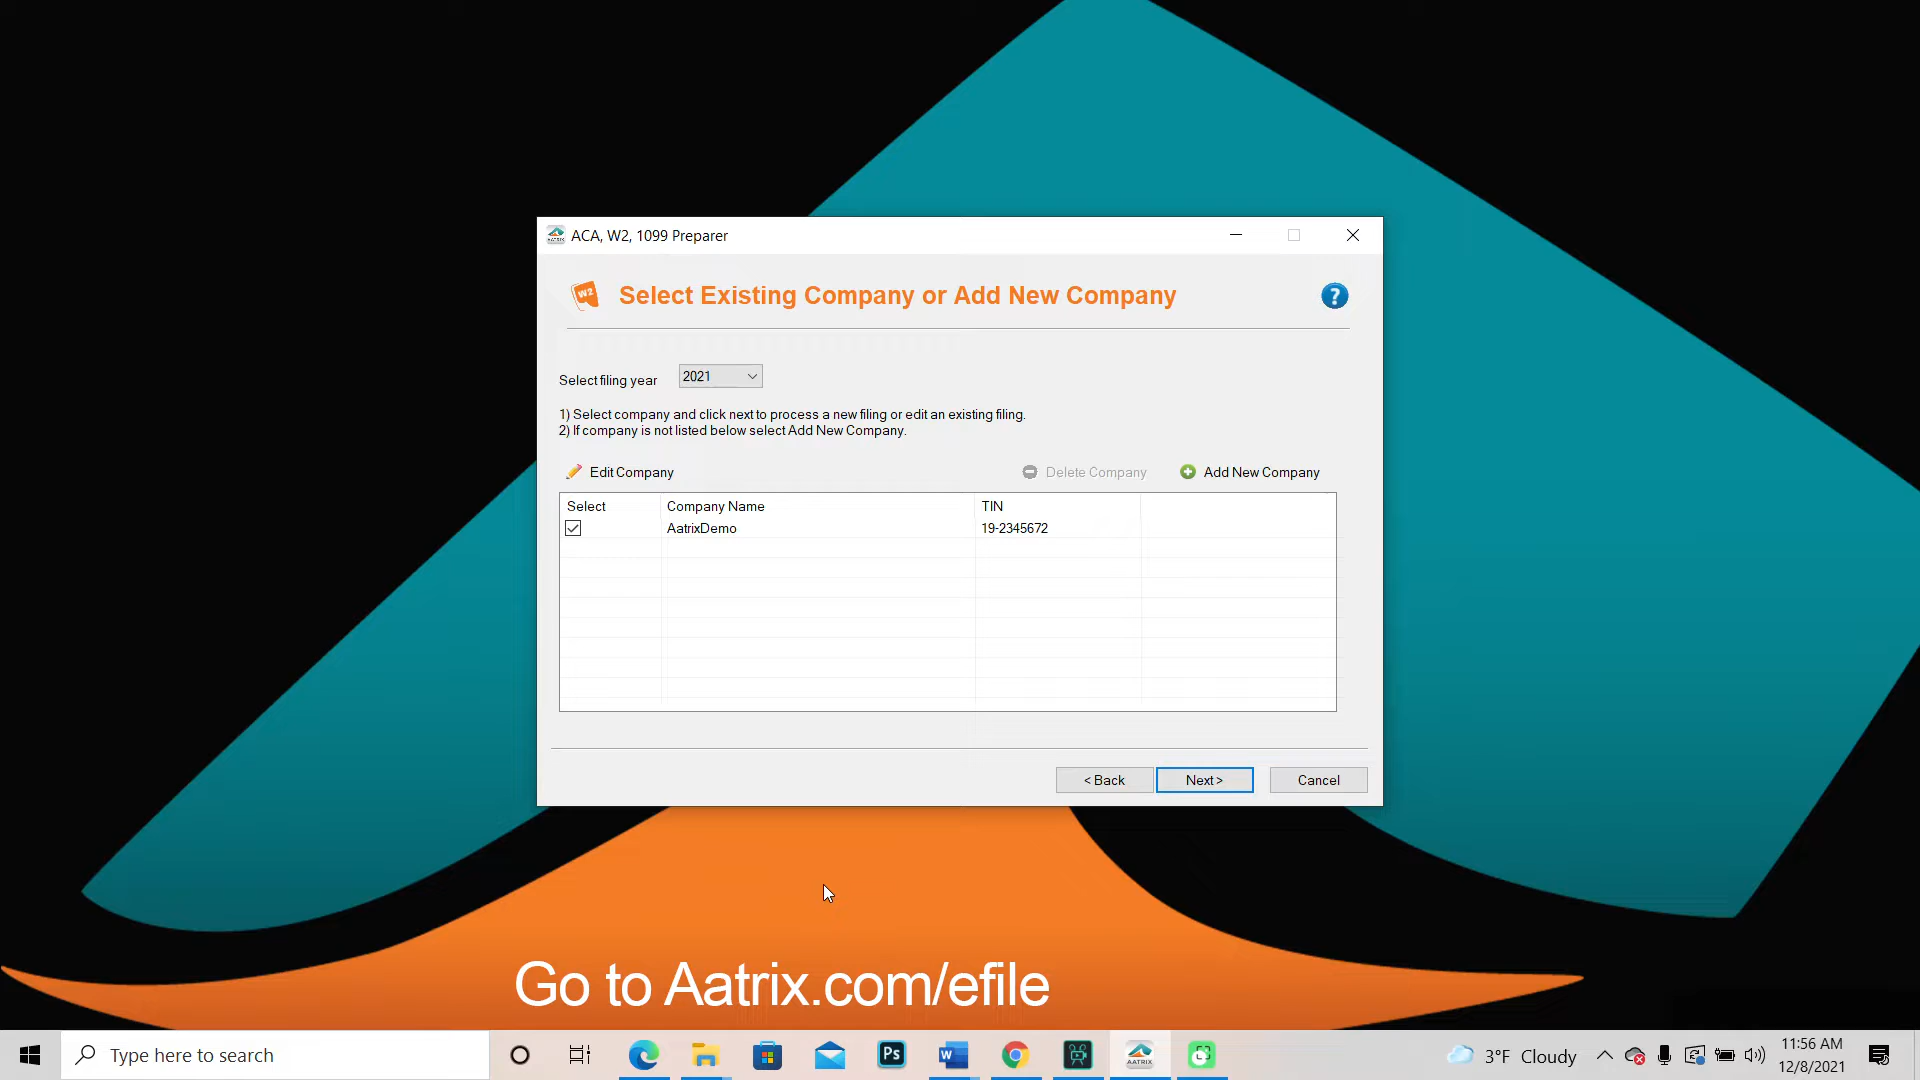 ACA, W2, 1099 Preparer
W2
Select Existing Company or Add New Company
?
Select filing year
2021
1) Select company and click next to process a new filing or edit an existing filing.
2) If company is not listed below select Add New Company.
Edit Company
Delete Company
Add New Company
Select Company Name TIN
AatrixDemo 19-2345672
< Back
Next >
Cancel
Go to Aatrix.com/efile
Type here to search
Ps
W
AATRIX
3°F Cloudy
11:56 AM
12/8/2021